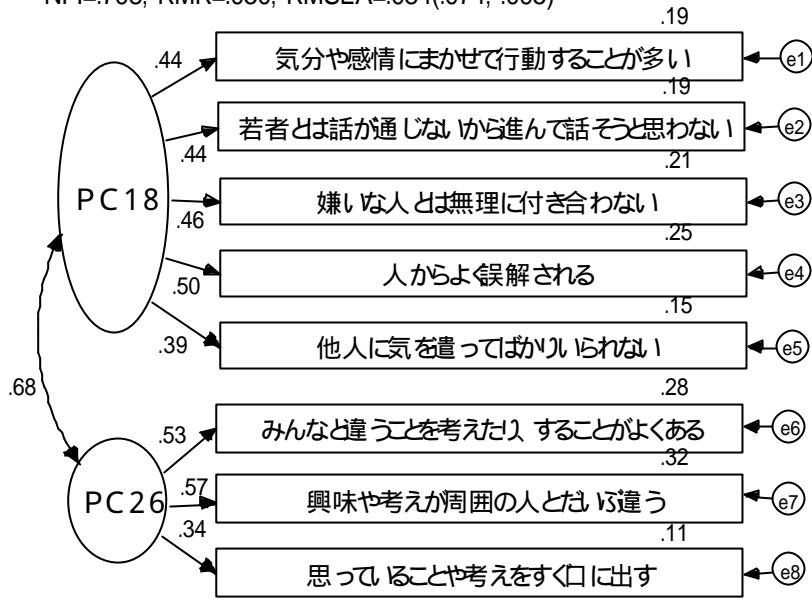 .19
.44
気分や感情にまかせて行動することが多い
e1
.19
若者とは話が通じないから進んで話そうと思わない
e2
.44
.21
PC18
嫌いな人とは無理に付き合わない
e3
.46
.25
人からよく誤解される
e4
.50
.15
他人に気を遣ってばかりいられない
e5
.39
.28
.68
みんなと違うことを考えたり、することがよくある
e6
.53
.32
PC26
.57
興味や考えが周囲の人とだいぶ違う
e7
.34
.11
思っていることや考えをすぐ口に出す
e8